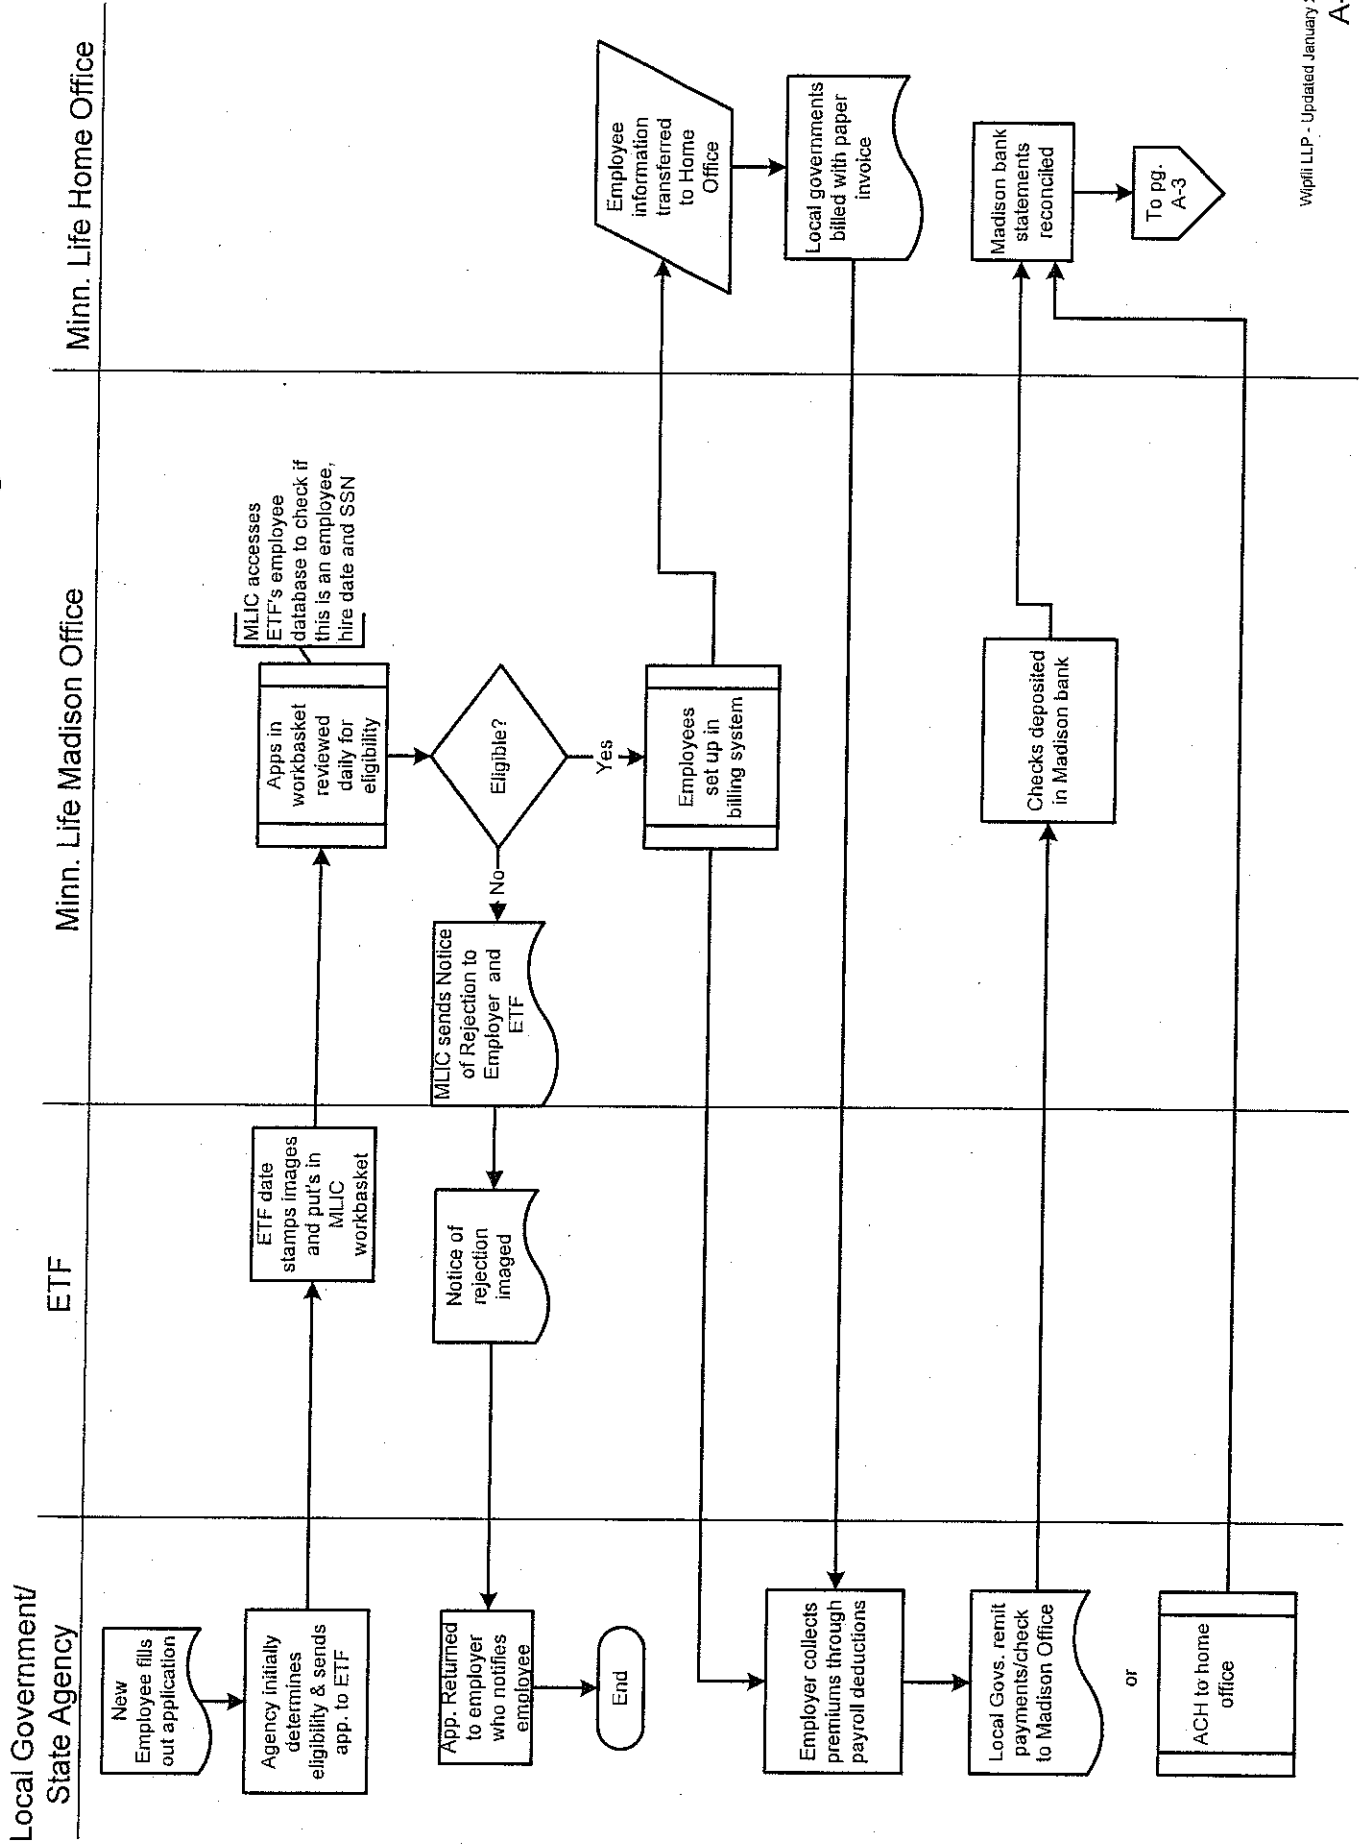 Local Government/
State Agency
ETF
Minn. Life Madison Office
Minn. Life Home Office
New
Employee fills
out application
Agency initially
determines
eligibility & sends
app. to ETF
ETF date
stamps images
and put's in
MLIC
workbasket
Apps in
workbasket
reviewed
daily for
eligibility
MLIC accesses
ETF's employee
database to check if
this is an employee,
hire date and SSN
Eligible?
No
Yes
MLIC sends Notice
of Rejection to
Employer and
ETF
Notice of
rejection
imaged
App. Returned
to employer
who notifies
employee
End
Employees
set up in
billing system
Employee
information
transferred
to Home
Office
Local governments
billed with paper
invoice
Employer collects
premiums through
payroll deductions
Local Govs. remit
payments/check
to Madison Office
or
ACH to home
office
Checks deposited
in Madison bank
Madison bank
statements
reconciled
To pg.
A-3
Wipfli LLP - Updated January
A-